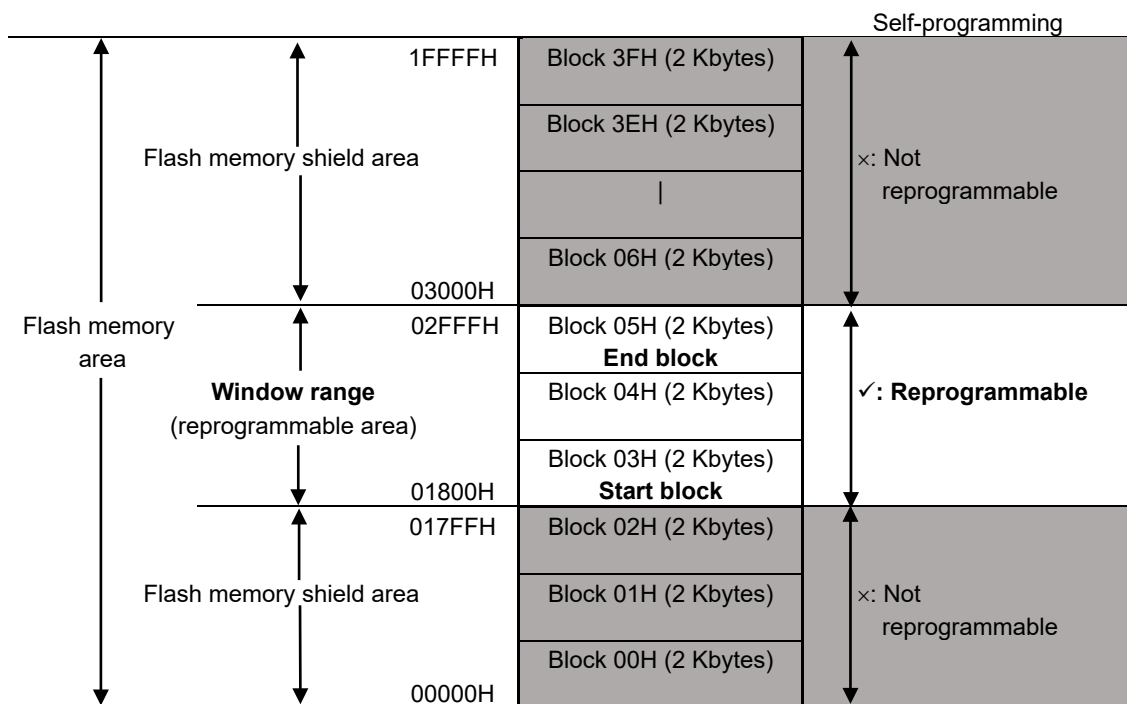 Self-programming
1FFFFH
Block 3FH (2 Kbytes)
Block 3EH (2 Kbytes)
Flash memory shield area
|
×: Not
reprogrammable
Block 06H (2 Kbytes)
03000H
Flash memory
area
02FFFH
Block 05H (2 Kbytes)
End block
Window range
(reprogrammable area)
Block 04H (2 Kbytes)
✓: Reprogrammable
Block 03H (2 Kbytes)
Start block
01800H
017FFH
Block 02H (2 Kbytes)
Flash memory shield area
Block 01H (2 Kbytes)
×: Not
reprogrammable
Block 00H (2 Kbytes)
00000H